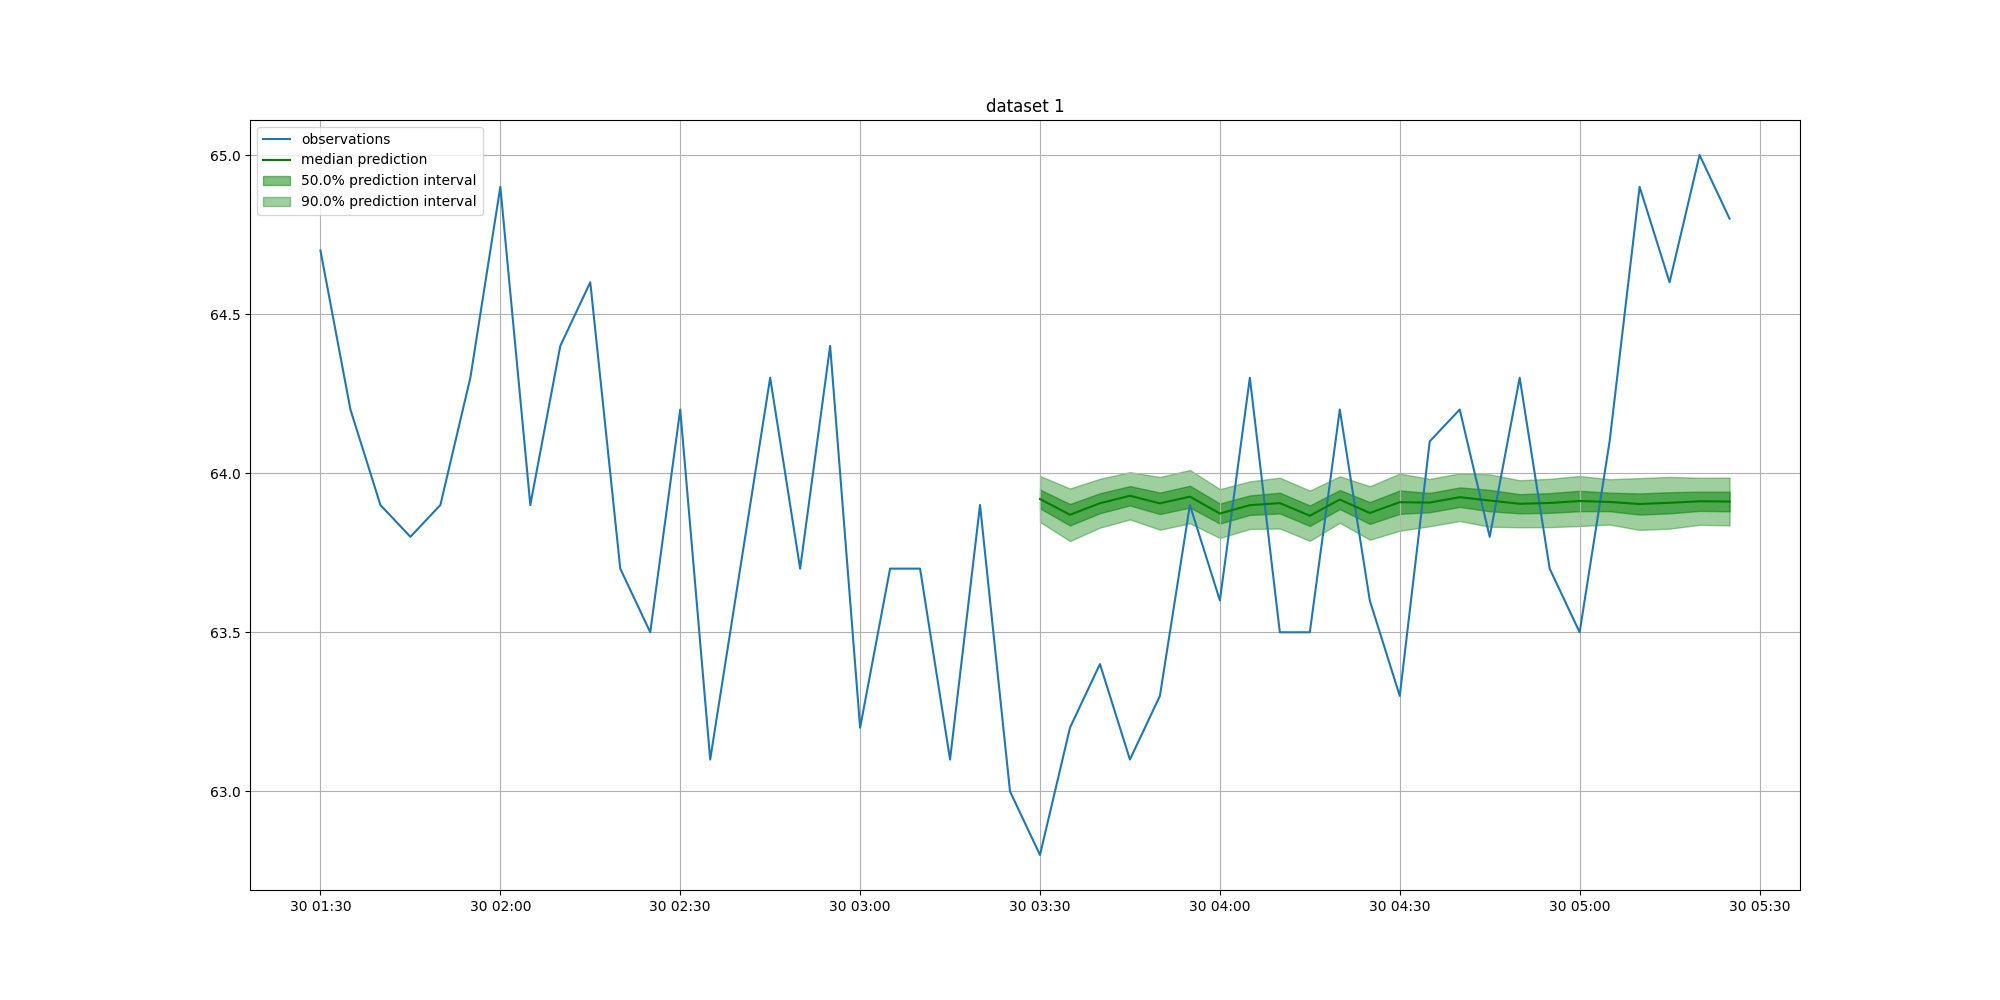 dataset 1
observations
median prediction
50.0% prediction interval
90.0% prediction interval
65.0
64.5
64.0
63.5
63.0
30 01:30 30 02:00 30 02:30 30 03:00 30 03:30 30 04:00 30 04:30 30 05:00 30 05:30